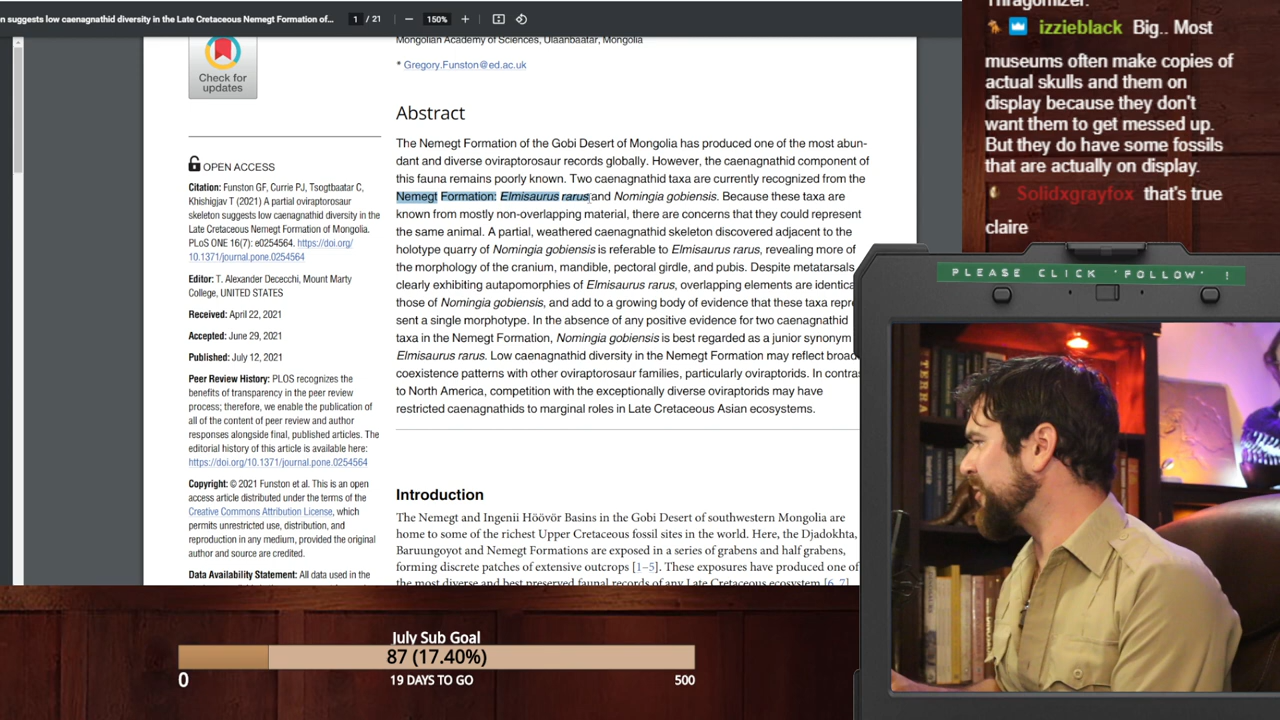 n suggests low caenagnathid diversity in the Late Cretaceous Nemegt Formation of...
1 / 21
150%
Check for
updates
Mongolian Academy of Sciences, Ulaanbaatar, Mongolia
* Gregory.Funston@ed.ac.uk
OPEN ACCESS
Citation: Funston GF, Currie PJ, Tsogtbaatar C,
Khishigjav T (2021) A partial oviraptorosaur
skeleton suggests low caenagnathid diversity in the
Late Cretaceous Nemegt Formation of Mongolia.
PLoS ONE 16(7): e0254564. https://doi.org/
10.1371/journal.pone.0254564
Editor: T. Alexander Dececchi, Mount Marty
College, UNITED STATES
Received: April 22, 2021
Accepted: June 29, 2021
Published: July 12, 2021
Peer Review History: PLOS recognizes the
benefits of transparency in the peer review
process; therefore, we enable the publication of
all of the content of peer review and author
responses alongside final, published articles. The
editorial history of this article is available here:
https://doi.org/10.1371/journal.pone.0254564
Copyright: © 2021 Funston et al. This is an open
access article distributed under the terms of the
Creative Commons Attribution License, which
permits unrestricted use, distribution, and
reproduction in any medium, provided the original
author and source are credited.
Data Availability Statement: All data used in the
Abstract
The Nemegt Formation of the Gobi Desert of Mongolia has produced one of the most abun-
dant and diverse oviraptorosaur records globally. However, the caenagnathid component of
this fauna remains poorly known. Two caenagnathid taxa are currently recognized from the
Nemegt Formation: Elmisaurus rarus and Nomingia gobiensis. Because these taxa are
known from mostly non-overlapping material, there are concerns that they could represent
the same animal. A partial, weathered caenagnathid skeleton discovered adjacent to the
holotype quarry of Nomingia gobiensis is referable to Elmisaurus rarus, revealing more of
the morphology of the cranium, mandible, pectoral girdle, and pubis. Despite metatarsals
clearly exhibiting autapomorphies of Elmisaurus rarus, overlapping elements are identica
those of Nomingia gobiensis, and add to a growing body of evidence that these taxa repre
sent a single morphotype. In the absence of any positive evidence for two caenagnathid
taxa in the Nemegt Formation, Nomingia gobiensis is best regarded as a junior synonym
Elmisaurus rarus. Low caenagnathid diversity in the Nemegt Formation may reflect broad
coexistence patterns with other oviraptorosaur families, particularly oviraptorids. In contras
to North America, competition with the exceptionally diverse oviraptorids may have
restricted caenagnathids to marginal roles in Late Cretaceous Asian ecosystems.
Introduction
The Nemegt and Ingenii Höövör Basins in the Gobi Desert of southwestern Mongolia are
home to some of the richest Upper Cretaceous fossil sites in the world. Here, the Djadokhta,
Baruungoyot and Nemegt Formations are exposed in a series of grabens and half grabens,
forming discrete patches of extensive outcrops [1–5]. These exposures have produced one of
the most diverse and best preserved faunal records of any Late Cretaceous ecosystem [6, 7]
Thragomizer.
izzieblack Big.. Most
museums often make copies of
actual skulls and them on
display because they don't
want them to get messed up.
But they do have some fossils
that are actually on display.
Solidxgrayfox that's true
claire
PLEASE CLICK 'FOLLOW' !
TERRA
July Sub Goal
87 (17.40%)
0
19 DAYS TO GO
500